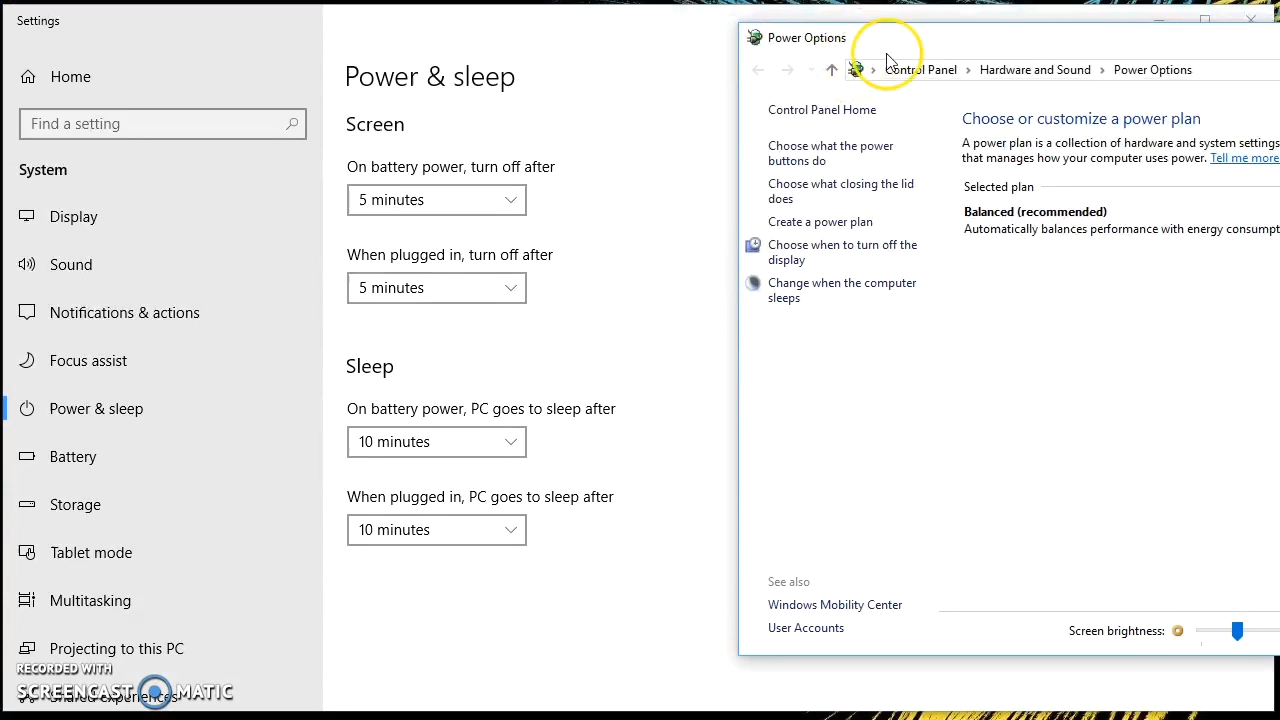 Settings
Home
Find a setting
System
Display
Sound
Notifications & actions
Focus assist
Power & sleep
Battery
Storage
Tablet mode
Multitasking
Projecting to this PC
Shared experiences
RECORDED WITH
SCREENCAST MATIC
Power & sleep
Screen
On battery power, turn off after
5 minutes
When plugged in, turn off after
5 minutes
Sleep
On battery power, PC goes to sleep after
10 minutes
When plugged in, PC goes to sleep after
10 minutes
Power Options
Control Panel > Hardware and Sound > Power Options
Control Panel Home
Choose what the power
buttons do
Choose what closing the lid
does
Create a power plan
Choose when to turn off the
display
Change when the computer
sleeps
See also
Windows Mobility Center
User Accounts
Choose or customize a power plan
A power plan is a collection of hardware and system settings
that manages how your computer uses power. Tell me more
Selected plan
Balanced (recommended)
Automatically balances performance with energy consumpt
Screen brightness: